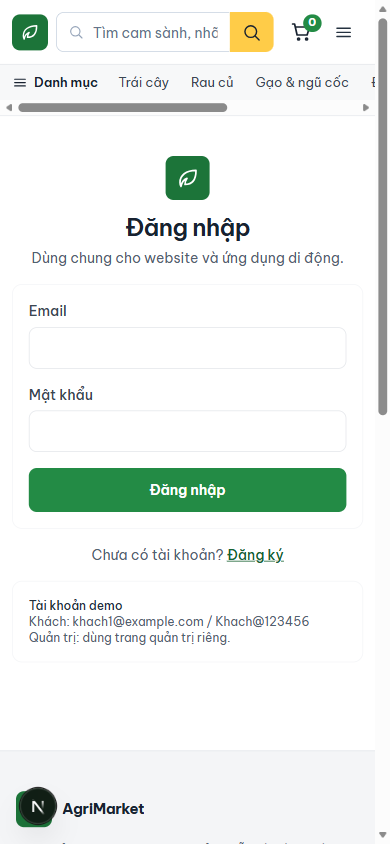 Tìm cam sành, nhã
0
Danh mục Trái cây Rau củ Gạo & ngũ cốc
Đăng nhập
Dùng chung cho website và ứng dụng di động.
Email
Mật khẩu
Đăng nhập
Chưa có tài khoản? Đăng ký
Tài khoản demo
Khách: khach1@example.com / Khach@123456
Quản trị: dùng trang quản trị riêng.
N
AgriMarket